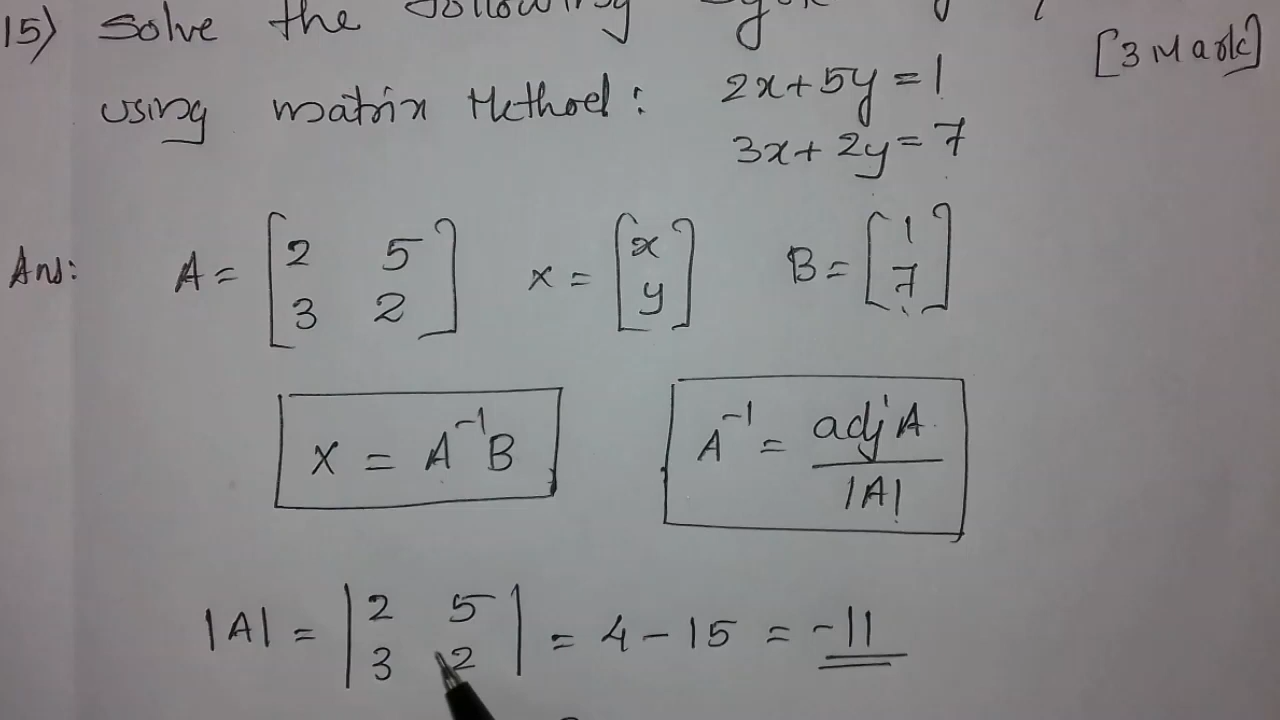 15) Solve the following
[3 Mark]
using matrix Method: 2x+5y=1
3x+2y=7
Ans: A = [2 5 3 2] X = [x y] B = [1 7]
X = A⁻¹B
A⁻¹ = adj A / |A|
|A| = |2 5 3 2| = 4 - 15 = -11